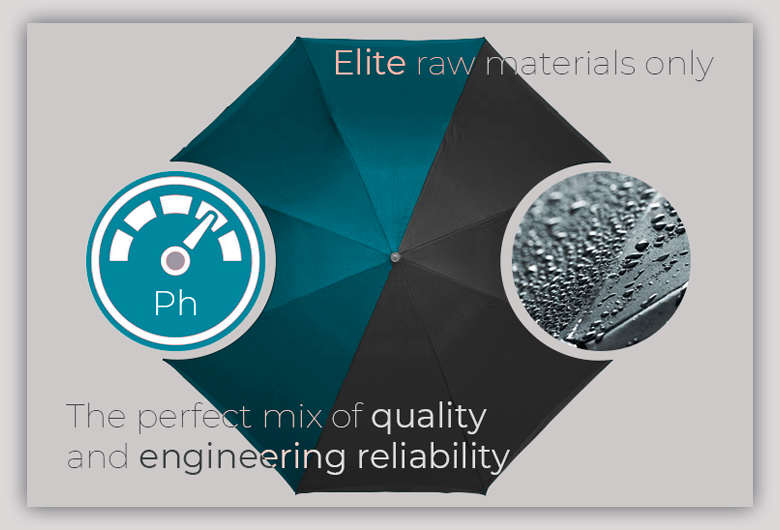 Elite raw materials only
Ph
The perfect mix of quality
and engineering reliability